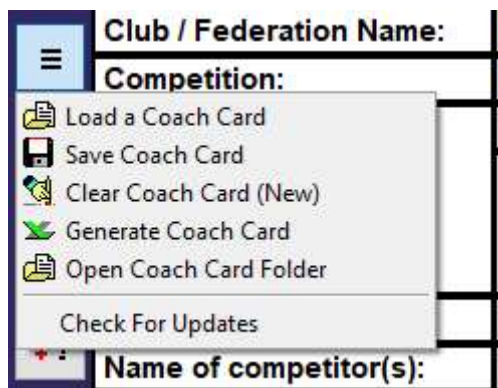 Club / Federation Name:
Competition:
Load a Coach Card
Save Coach Card
Clear Coach Card (New)
Generate Coach Card
Open Coach Card Folder
Check For Updates
Name of competitor(s):